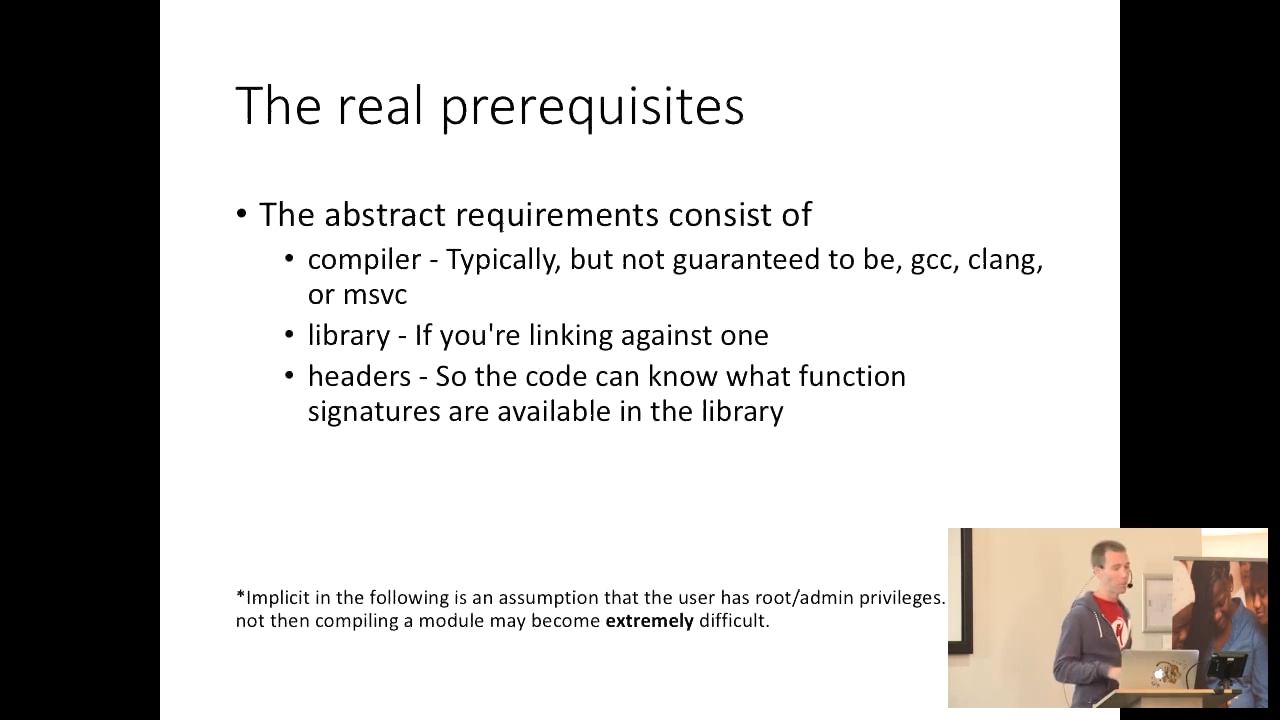 The real prerequisites
• The abstract requirements consist of
• compiler - Typically, but not guaranteed to be, gcc, clang,
or msvc
• library - If you're linking against one
• headers - So the code can know what function
signatures are available in the library
*Implicit in the following is an assumption that the user has root/admin privileges.
not then compiling a module may become extremely difficult.